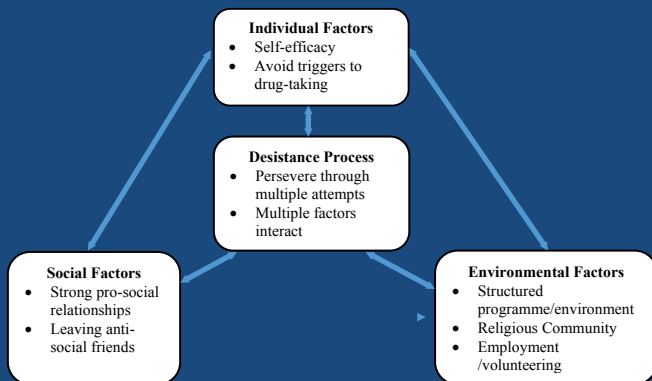 Individual Factors
• Self-efficacy
• Avoid triggers to
drug-taking
Desistance Process
• Persevere through
multiple attempts
• Multiple factors
interact
Social Factors
• Strong pro-social
relationships
• Leaving anti-
social friends
Environmental Factors
• Structured
programme/environment
• Religious Community
• Employment
/volunteering